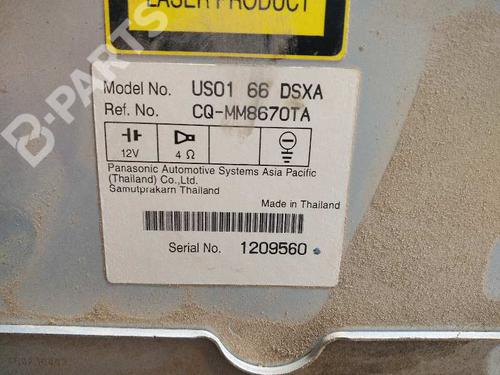 LASER PRODUCT
B-PARTS
Model No. US01 66 DSXA
Ref. No. CQ-MM8670TA
12V 4 Ω
Panasonic Automotive Systems Asia Pacific
(Thailand) Co.,Ltd.
Samutprakarn Thailand
Made in Thailand
Serial No. 1209560